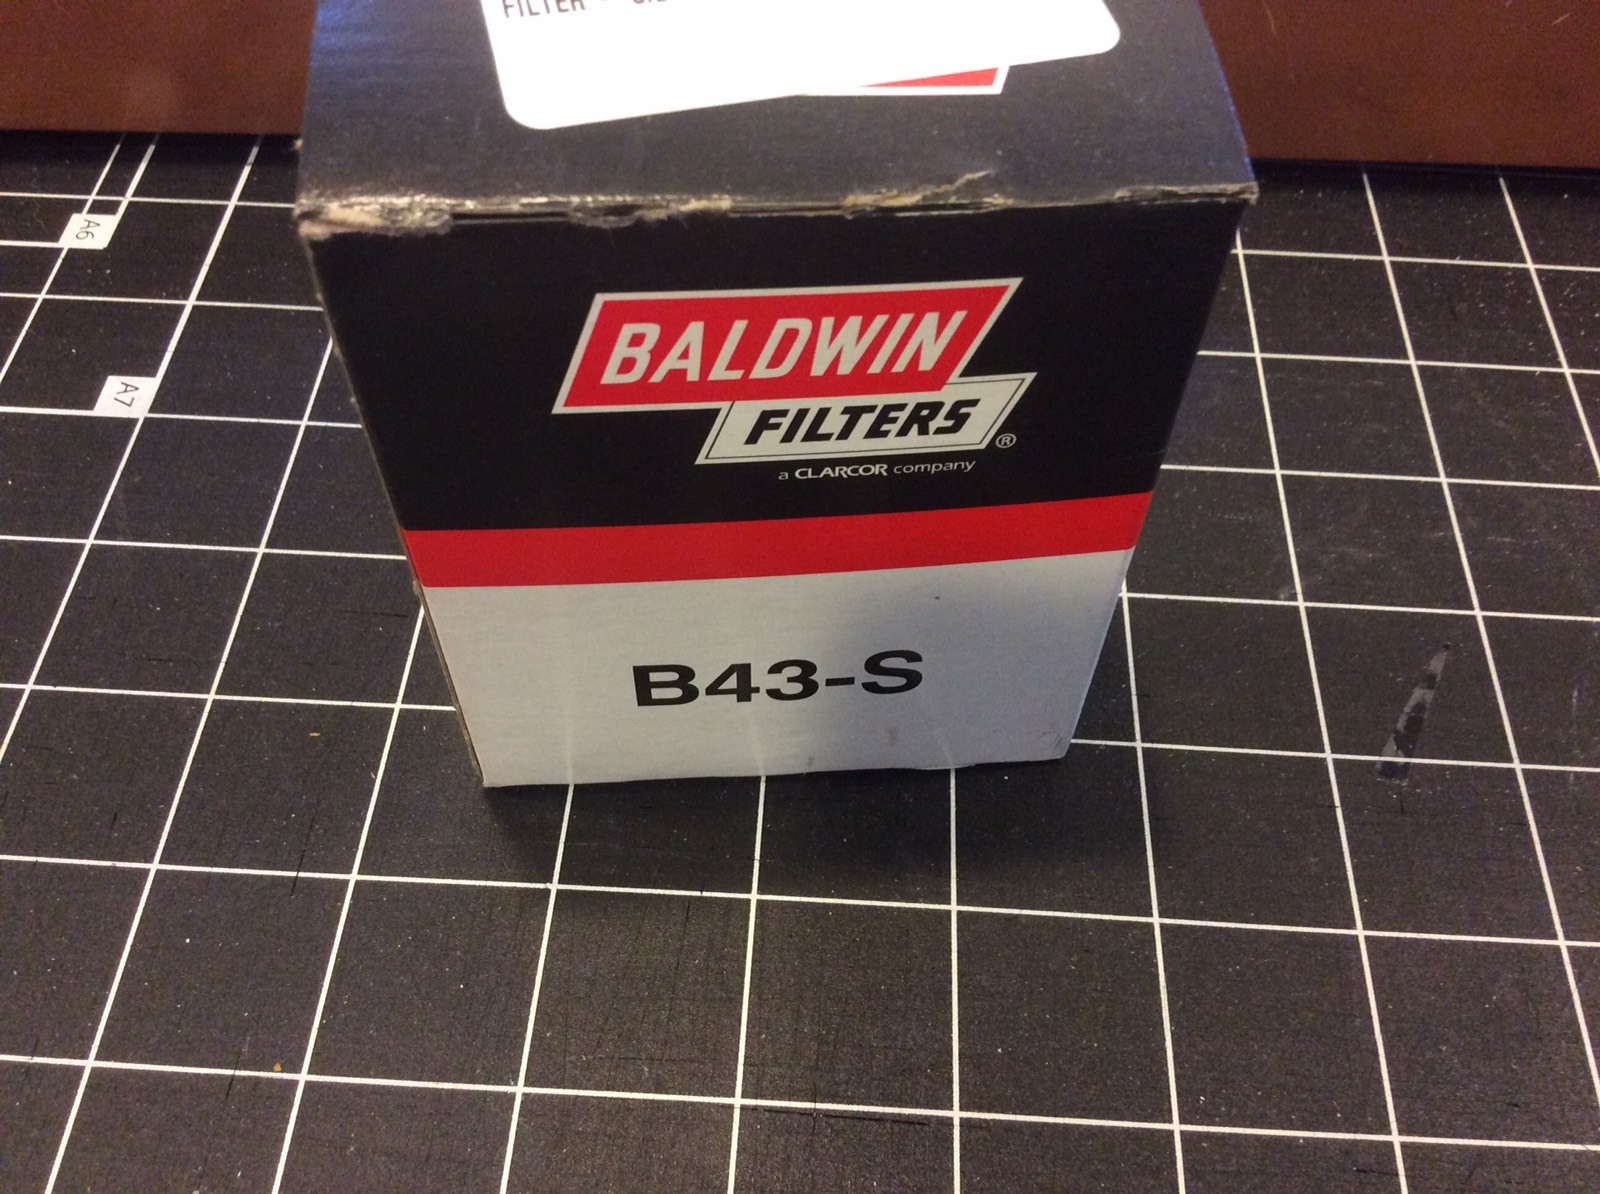 FILTER -
BALDWIN
FILTERS®
a CLARCOR company
B43-S
A6
A7